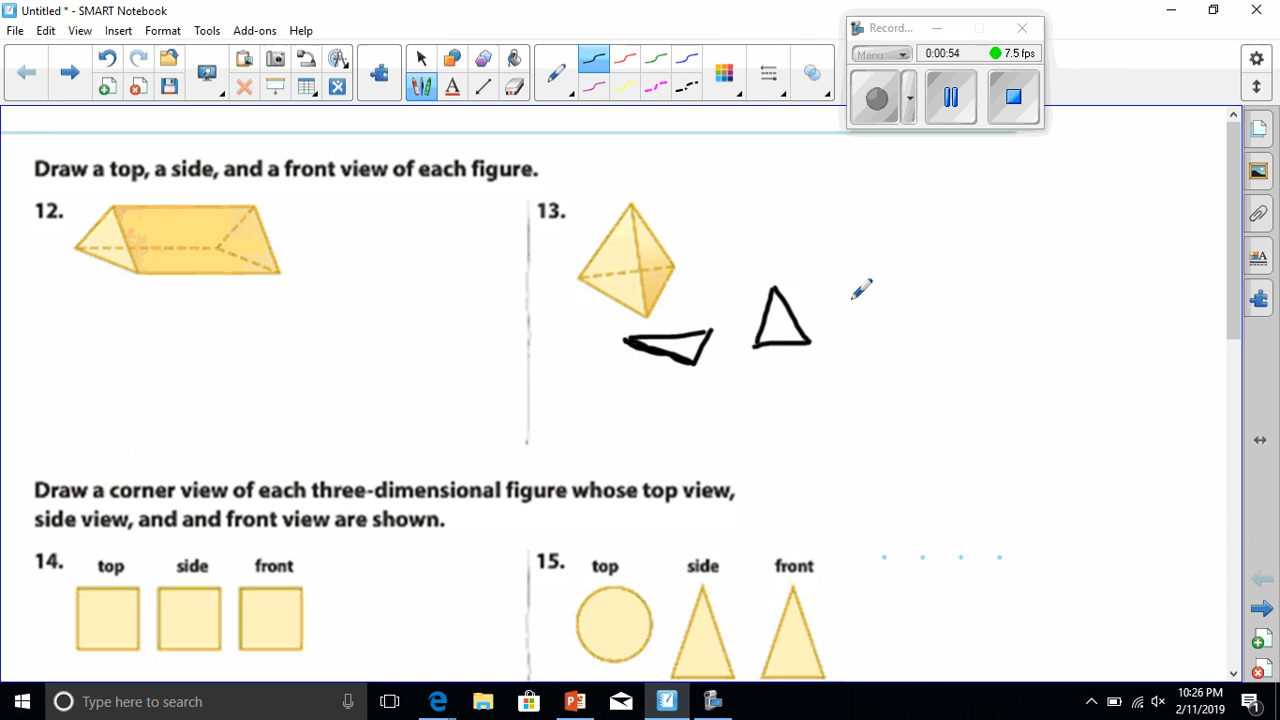 Untitled * - SMART Notebook
File Edit View Insert Format Tools Add-ons Help
Record...
Menu 0:00:54 7.5 fps
Draw a top, a side, and a front view of each figure.
12. 13.
Draw a corner view of each three-dimensional figure whose top view,
side view, and and front view are shown.
14. top side front 15. top side front
Type here to search
10:26 PM
2/11/2019